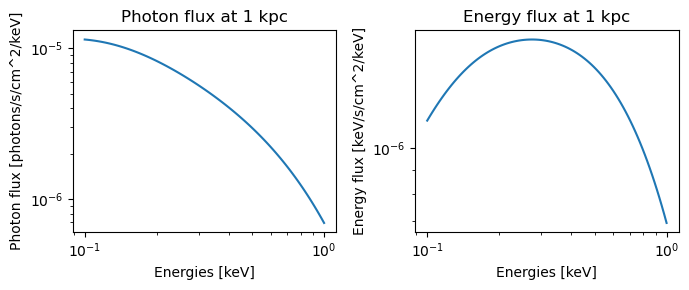 Photon flux at 1 kpc
Photon flux [photons/s/cm^2/keV]
10^-5
10^-6
10^-1
10^0
Energies [keV]
Energy flux at 1 kpc
Energy flux [keV/s/cm^2/keV]
10^-6
10^-1
10^0
Energies [keV]